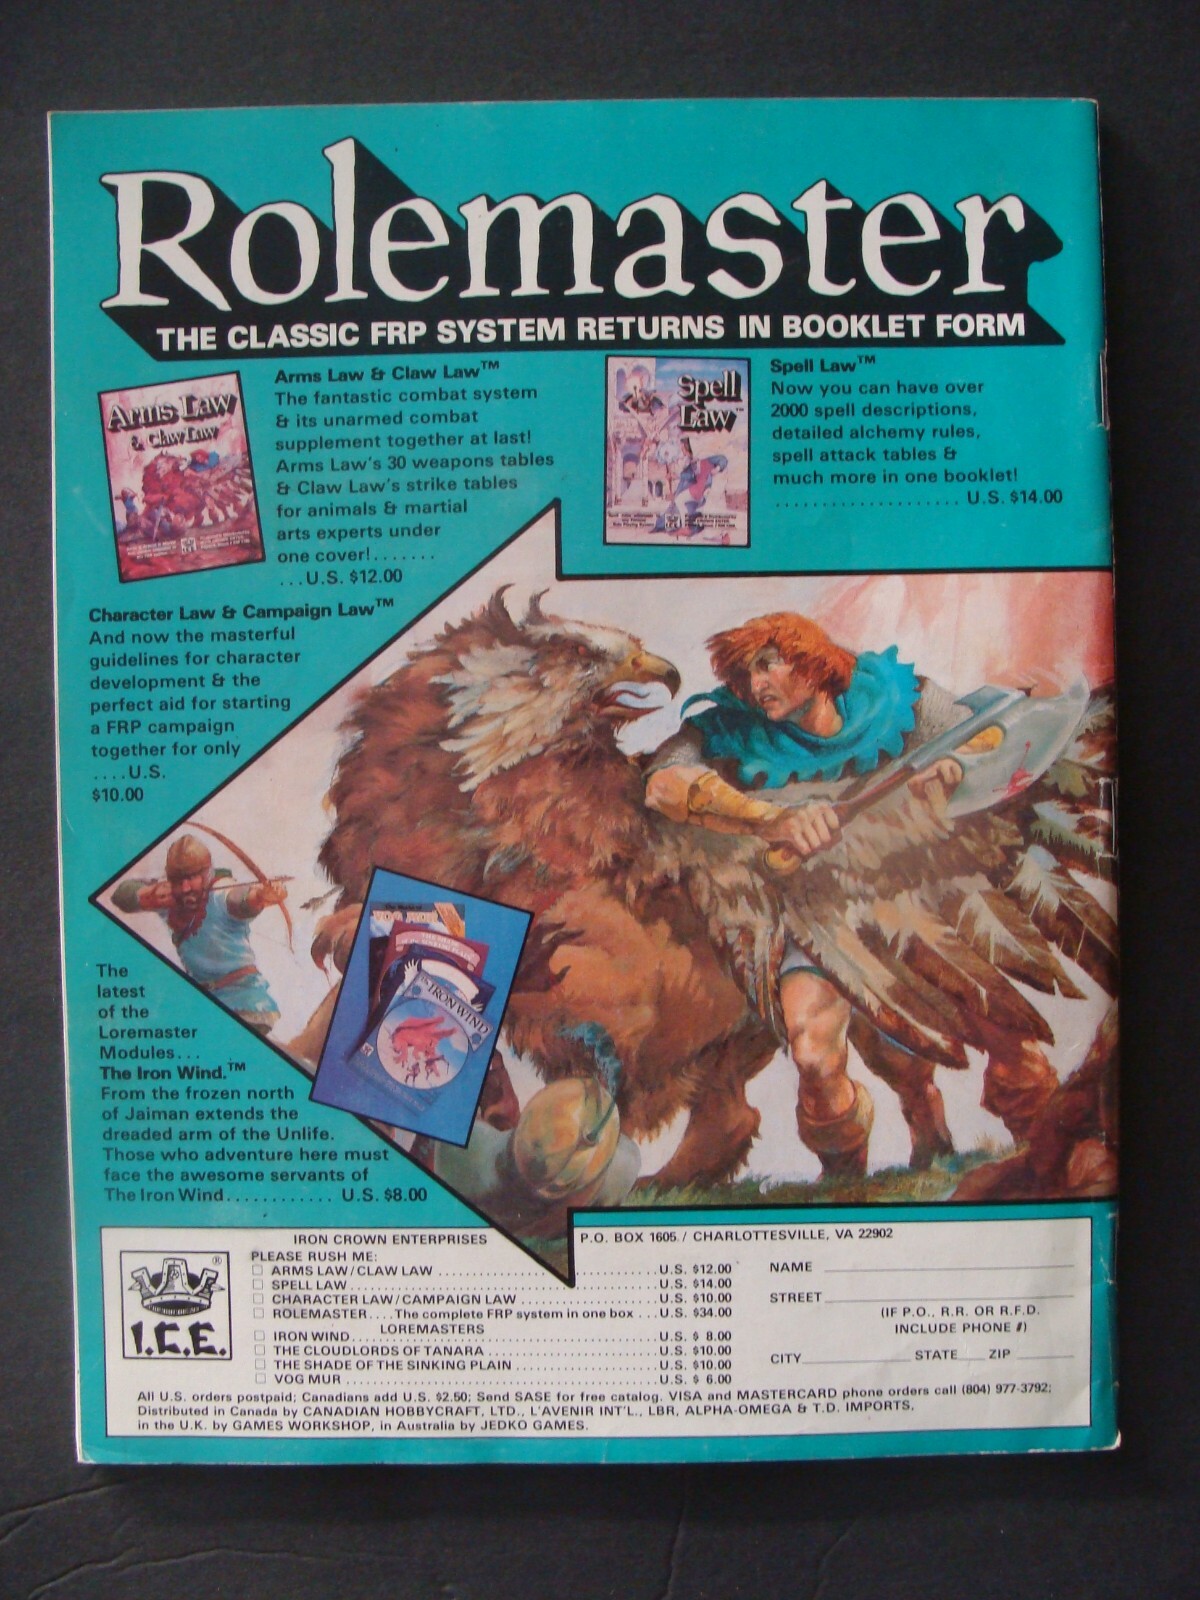 Rolemaster
THE CLASSIC FRP SYSTEM RETURNS IN BOOKLET FORM
Arms Law
& Claw Law
Arms Law & Claw Law™
The fantastic combat system
& its unarmed combat
supplement together at last!
Arms Law's 30 weapons tables
& Claw Law's strike tables
for animals & martial
arts experts under
one cover!.......
...U.S. $12.00
Spell
Law™
Spell Law™
Now you can have over
2000 spell descriptions,
detailed alchemy rules,
spell attack tables &
much more in one booklet!
.................... U.S. $14.00
Character Law & Campaign Law™
And now the masterful
guidelines for character
development & the
perfect aid for starting
a FRP campaign
together for only
....U.S.
$10.00
VOG MUR
The IRON WIND
The
latest
of the
Loremaster
Modules...
The Iron Wind.™
From the frozen north
of Jaiman extends the
dreaded arm of the Unlife.
Those who adventure here must
face the awesome servants of
The Iron Wind............ U.S. $8.00
I.C.E.®
IRON CROWN ENTERPRISES
P.O. BOX 1605 / CHARLOTTESVILLE, VA 22902
PLEASE RUSH ME:
ARMS LAW/CLAW LAW ........................ U.S. $12.00
SPELL LAW ........................ U.S. $14.00
CHARACTER LAW/CAMPAIGN LAW ........................ U.S. $10.00
ROLEMASTER....The complete FRP system in one box ...U.S. $34.00
LOREMASTERS
IRON WIND ........................ U.S. $ 8.00
THE CLOUDLORDS OF TANARA ........................ U.S. $10.00
THE SHADE OF THE SINKING PLAIN ........................ U.S. $10.00
VOG MUR ........................ U.S. $ 6.00
NAME
STREET
(IF P.O., R.R. OR R.F.D.
INCLUDE PHONE #)
CITY STATE ZIP
All U.S. orders postpaid; Canadians add U.S. $2.50; Send SASE for free catalog. VISA and MASTERCARD phone orders call (804) 977-3792;
Distributed in Canada by CANADIAN HOBBYCRAFT, LTD., L'AVENIR INT'L., LBR, ALPHA-OMEGA & T.D. IMPORTS,
in the U.K. by GAMES WORKSHOP, in Australia by JEDKO GAMES.